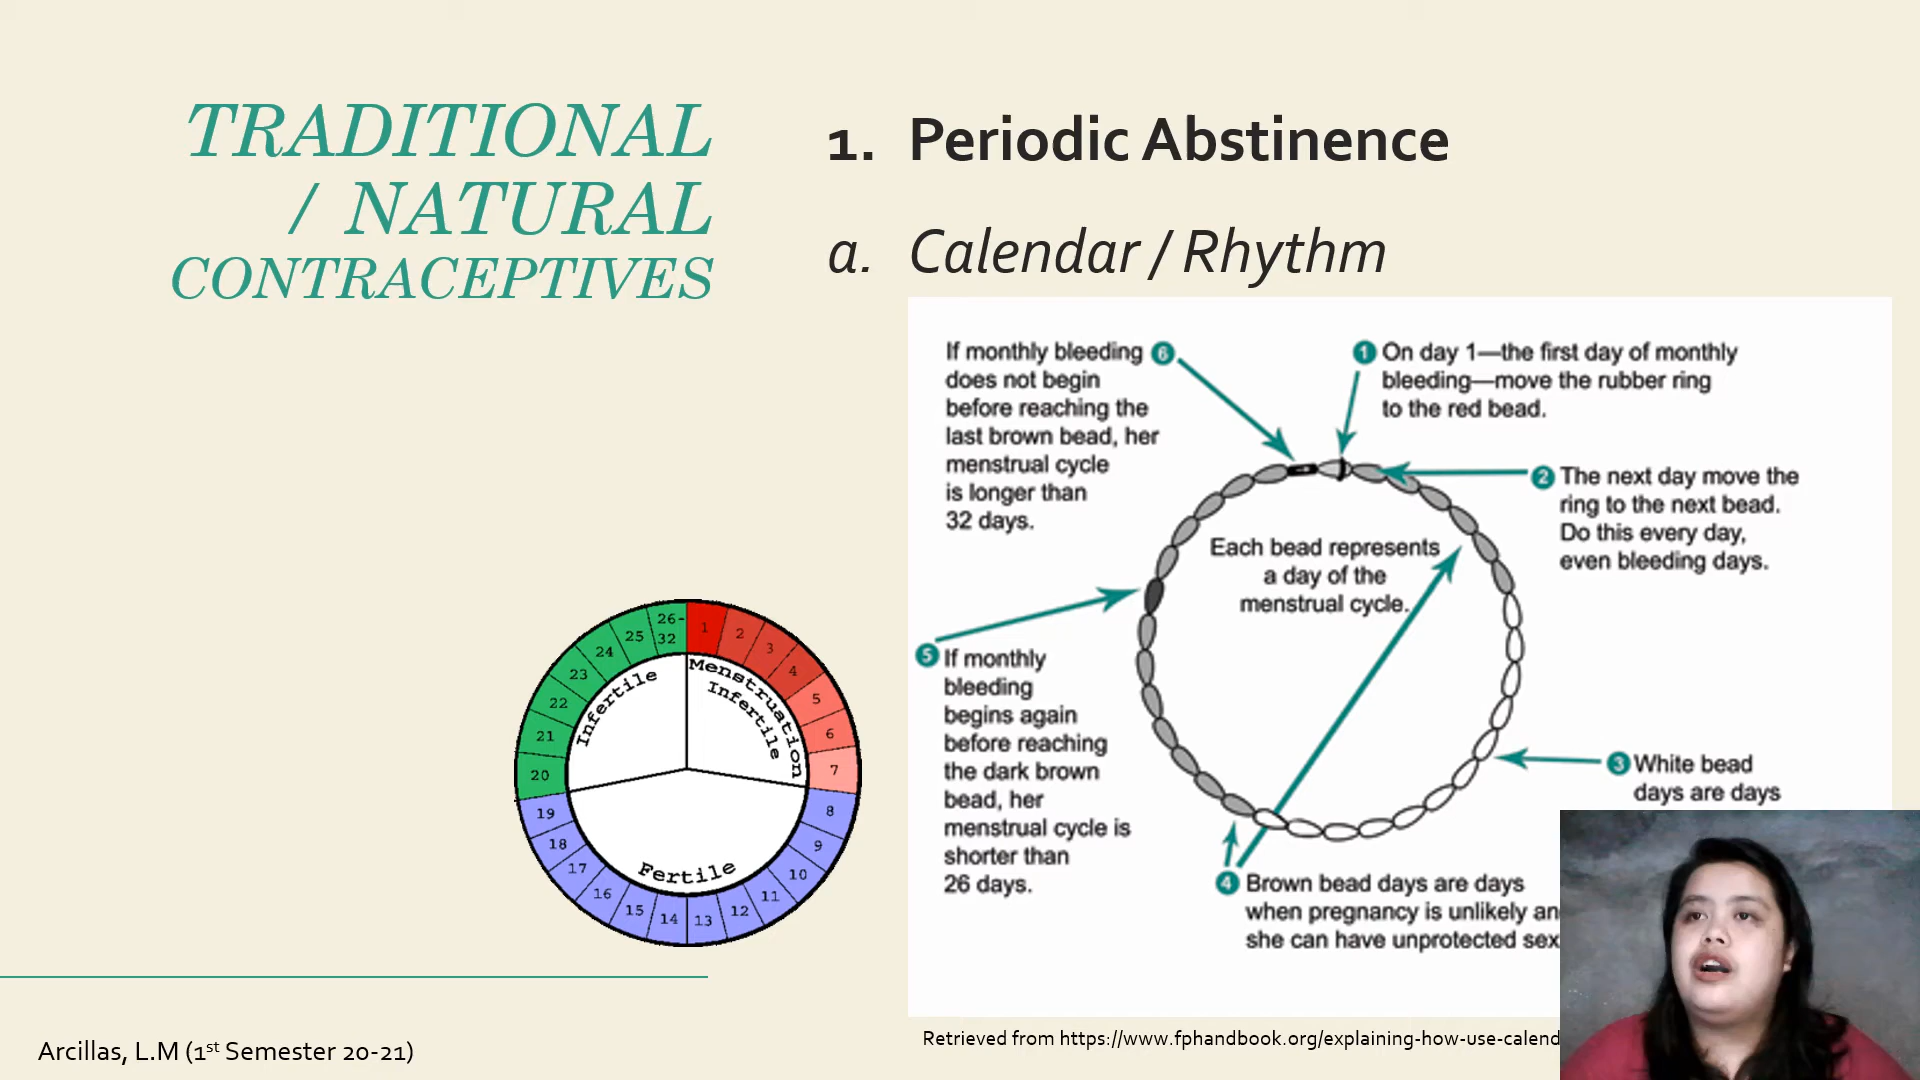 TRADITIONAL
/ NATURAL
CONTRACEPTIVES
1. Periodic Abstinence
a. Calendar / Rhythm
If monthly bleeding 6
does not begin
before reaching the
last brown bead, her
menstrual cycle
is longer than
32 days.
1 On day 1—the first day of monthly
bleeding—move the rubber ring
to the red bead.
2 The next day move the
ring to the next bead.
Do this every day,
even bleeding days.
Each bead represents
a day of the
menstrual cycle.
5 If monthly
bleeding
begins again
before reaching
the dark brown
bead, her
menstrual cycle is
shorter than
26 days.
3 White bead
days are days
4 Brown bead days are days
when pregnancy is unlikely an
she can have unprotected sex
1
2
3
4
5
6
7
8
9
10
11
12
13
14
15
16
17
18
19
20
21
22
23
24
25
26-
32
Menstruation
Infertile
Fertile
Infertile
Retrieved from https://www.fphandbook.org/explaining-how-use-calend
Arcillas, L.M (1st Semester 20-21)